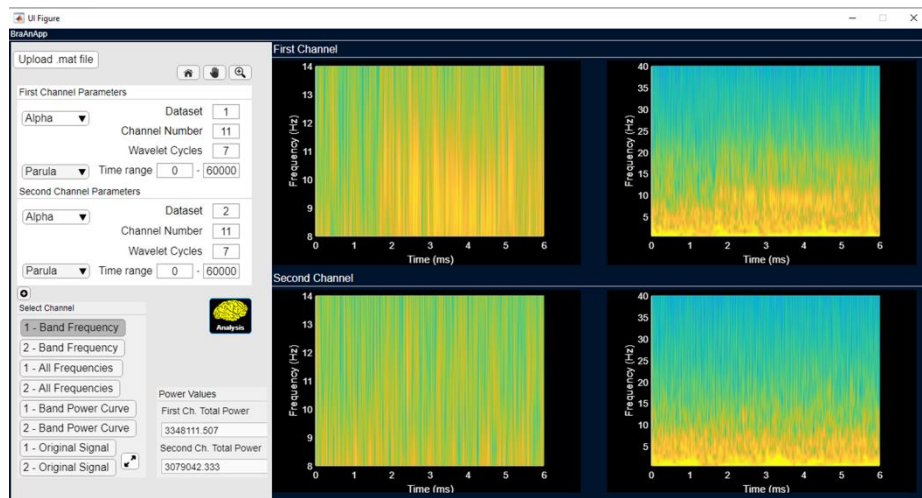 UI Figure
BraAnApp
Upload .mat file
First Channel Parameters
Alpha
Dataset 1
Channel Number 11
Wavelet Cycles 7
Parula Time range 0 - 60000
Second Channel Parameters
Alpha
Dataset 2
Channel Number 11
Wavelet Cycles 7
Parula Time range 0 - 60000
Select Channel
1 - Band Frequency
2 - Band Frequency
1 - All Frequencies
2 - All Frequencies
1 - Band Power Curve
2 - Band Power Curve
1 - Original Signal
2 - Original Signal
Analysis
Power Values
First Ch. Total Power
3348111.507
Second Ch. Total Power
3079042.333
First Channel
14
13
12
11
10
9
8
Frequency (Hz)
0 1 2 3 4 5 6
Time (ms)
40
35
30
25
20
15
10
5
Frequency (Hz)
0 1 2 3 4 5 6
Time (ms)
Second Channel
14
13
12
11
10
9
8
Frequency (Hz)
0 1 2 3 4 5 6
Time (ms)
40
35
30
25
20
15
10
5
Frequency (Hz)
0 1 2 3 4 5 6
Time (ms)